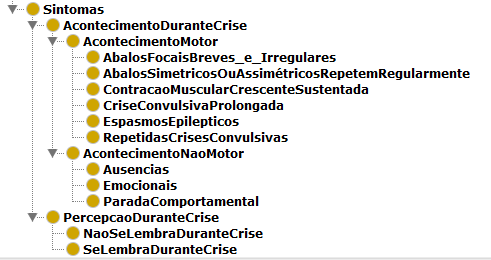 Sintomas
AcontecimentoDuranteCrise
AcontecimentoMotor
AbalosFocaisBreves_e_Irregulares
AbalosSimetricosOuAssimétricosRepetemRegularmente
ContracaoMuscularCrescenteSustentada
CriseConvulsivaProlongada
EspasmosEpilepticos
RepetidasCrisesConvulsivas
AcontecimentoNaoMotor
Ausencias
Emocionais
ParadaComportamental
PercepcaoDuranteCrise
NaoSeLembraDuranteCrise
SeLembraDuranteCrise